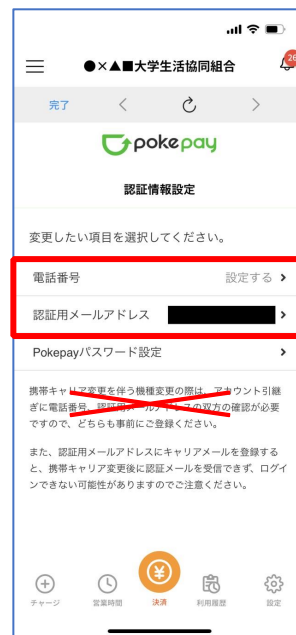 26
●×▲■大学生活協同組合
完了
pokepay
認証情報設定
変更したい項目を選択してください。
電話番号 設定する
認証用メールアドレス
Pokepayパスワード設定
携帯キャリア変更を伴う機種変更の際は、アカウント引継
ぎに電話番号、認証用メールアドレスの双方の確認が必要
ですので、どちらも事前にご登録ください。
また、認証用メールアドレスにキャリアメールを登録する
と、携帯キャリア変更後に認証メールを受信できず、ログイ
ンできない可能性がありますのでご注意ください。
チャージ 営業時間 決済 利用履歴 設定